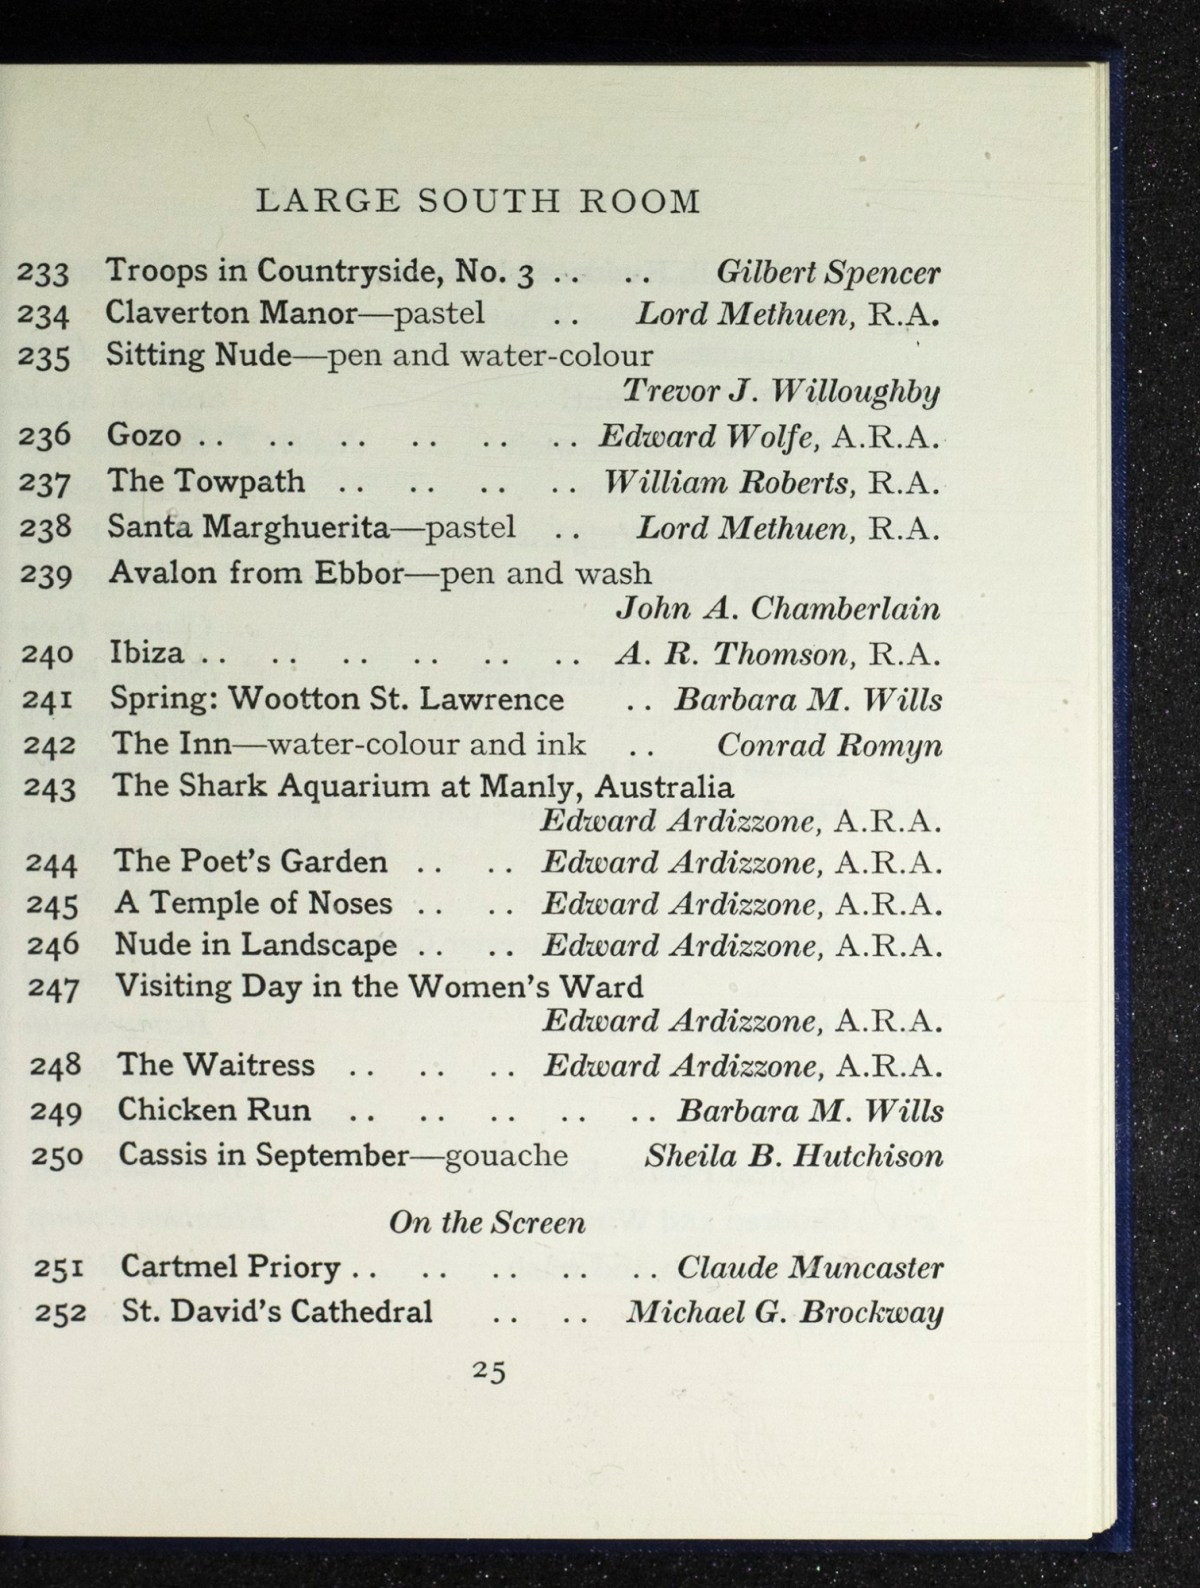 LARGE SOUTH ROOM
233 Troops in Countryside, No. 3 .. .. Gilbert Spencer
234 Claverton Manor—pastel .. Lord Methuen, R.A.
235 Sitting Nude—pen and water-colour
Trevor J. Willoughby
236 Gozo .. .. .. .. .. .. Edward Wolfe, A.R.A.
237 The Towpath .. .. .. .. William Roberts, R.A.
238 Santa Marghuerita—pastel .. Lord Methuen, R.A.
239 Avalon from Ebbor—pen and wash
John A. Chamberlain
240 Ibiza .. .. .. .. .. .. A. R. Thomson, R.A.
241 Spring: Wootton St. Lawrence .. Barbara M. Wills
242 The Inn—water-colour and ink .. Conrad Romyn
243 The Shark Aquarium at Manly, Australia
Edward Ardizzone, A.R.A.
244 The Poet's Garden .. .. Edward Ardizzone, A.R.A.
245 A Temple of Noses .. .. Edward Ardizzone, A.R.A.
246 Nude in Landscape .. .. Edward Ardizzone, A.R.A.
247 Visiting Day in the Women's Ward
Edward Ardizzone, A.R.A.
248 The Waitress .. .. .. Edward Ardizzone, A.R.A.
249 Chicken Run .. .. .. .. .. Barbara M. Wills
250 Cassis in September—gouache Sheila B. Hutchison
On the Screen
251 Cartmel Priory .. .. .. .. .. Claude Muncaster
252 St. David's Cathedral .. .. Michael G. Brockway
25